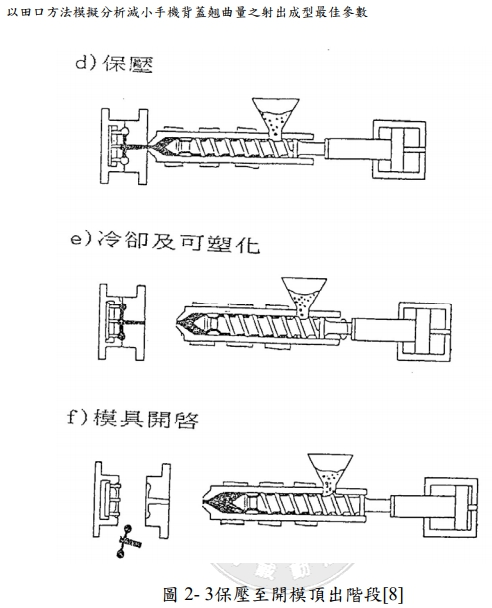 以田口方法模擬分析減小手機背蓋翹曲量之射出成型最佳參數
d)保壓
e)冷卻及可塑化
f)模具開啓
圖 2- 3保壓至開模頂出階段[8]